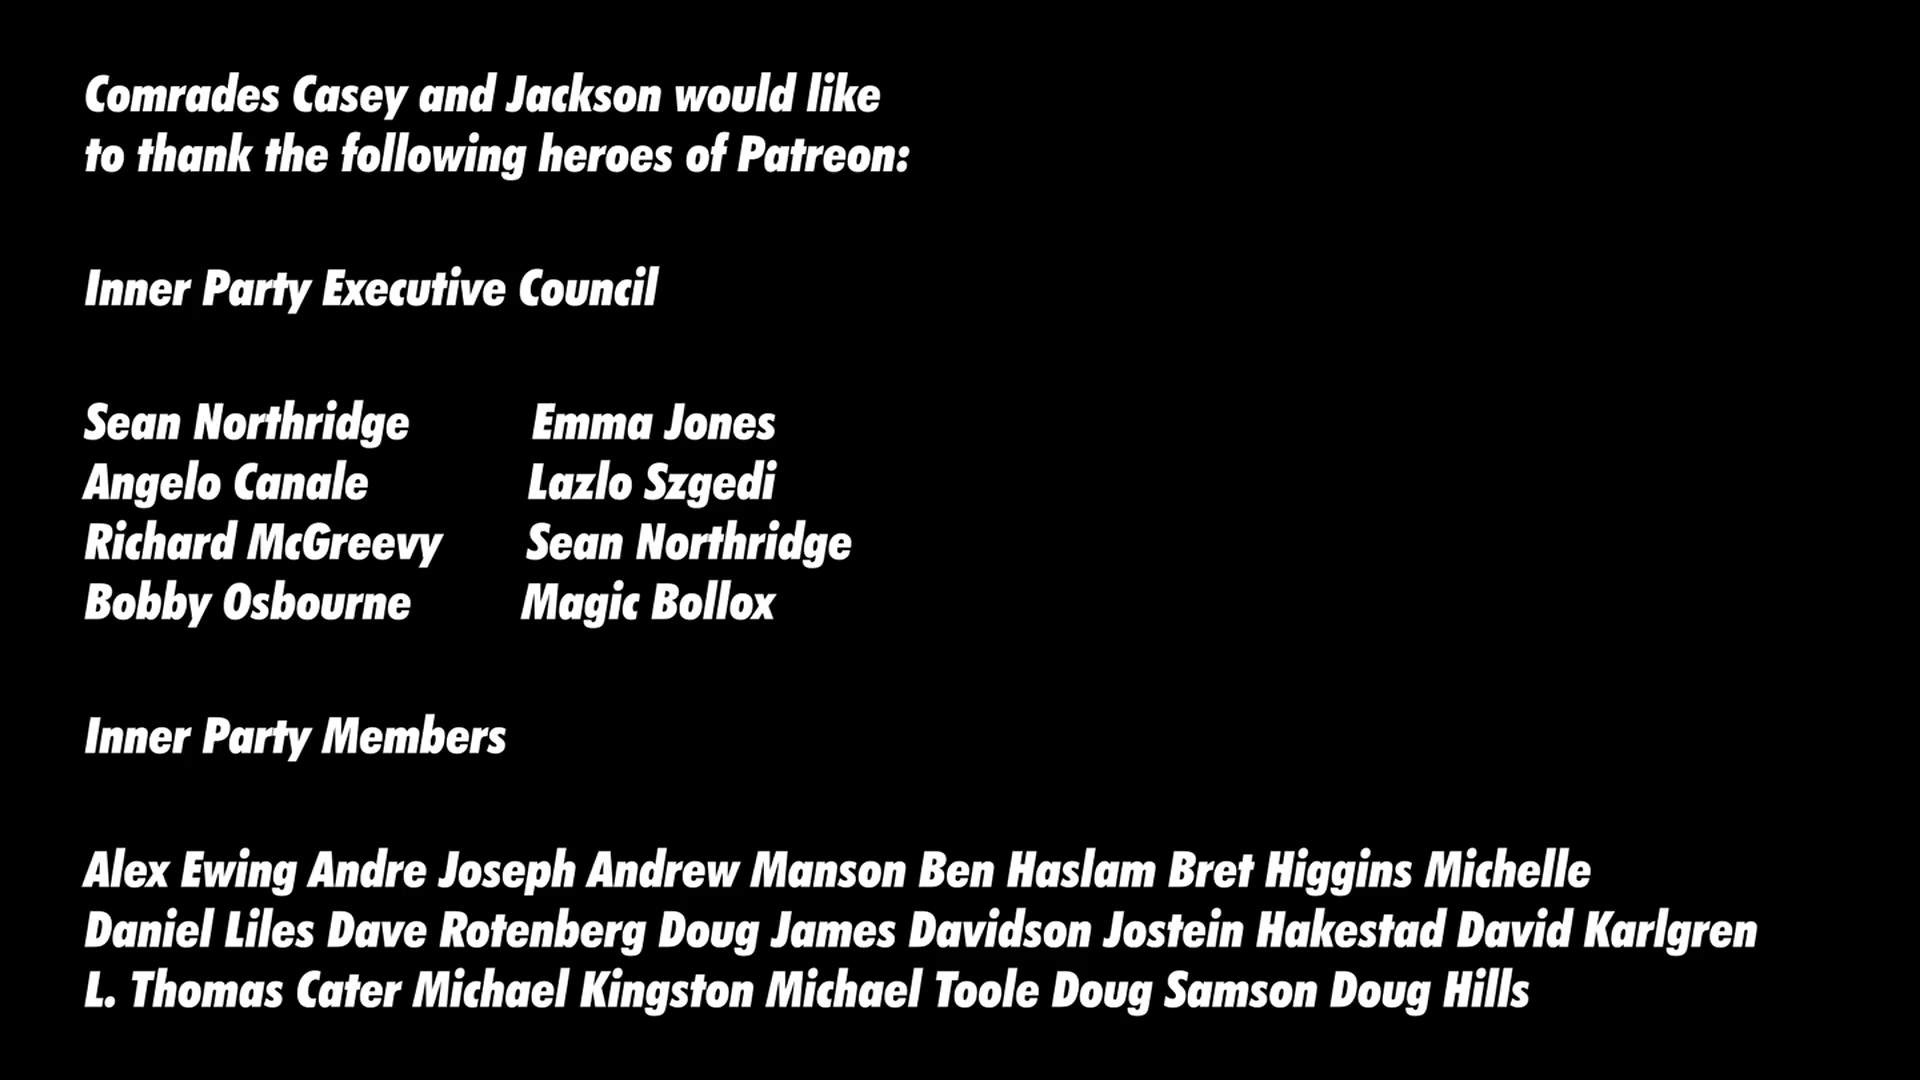 Comrades Casey and Jackson would like
to thank the following heroes of Patreon:
Inner Party Executive Council
Sean Northridge Emma Jones
Angelo Canale Lazlo Szgedi
Richard McGreevy Sean Northridge
Bobby Osbourne Magic Bollox
Inner Party Members
Alex Ewing Andre Joseph Andrew Manson Ben Haslam Bret Higgins Michelle
Daniel Liles Dave Rotenberg Doug James Davidson Jostein Hakestad David Karlgren
L. Thomas Cater Michael Kingston Michael Toole Doug Samson Doug Hills